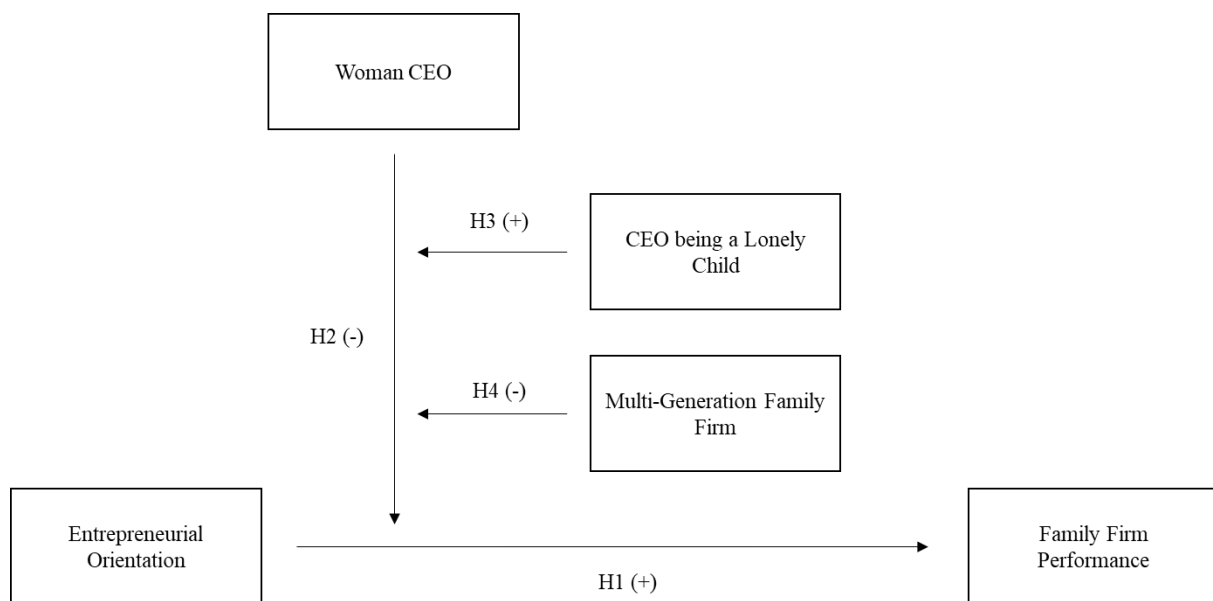 Woman CEO
H3 (+)
CEO being a Lonely
Child
H2 (-)
H4 (-)
Multi-Generation Family
Firm
Entrepreneurial
Orientation
H1 (+)
Family Firm
Performance